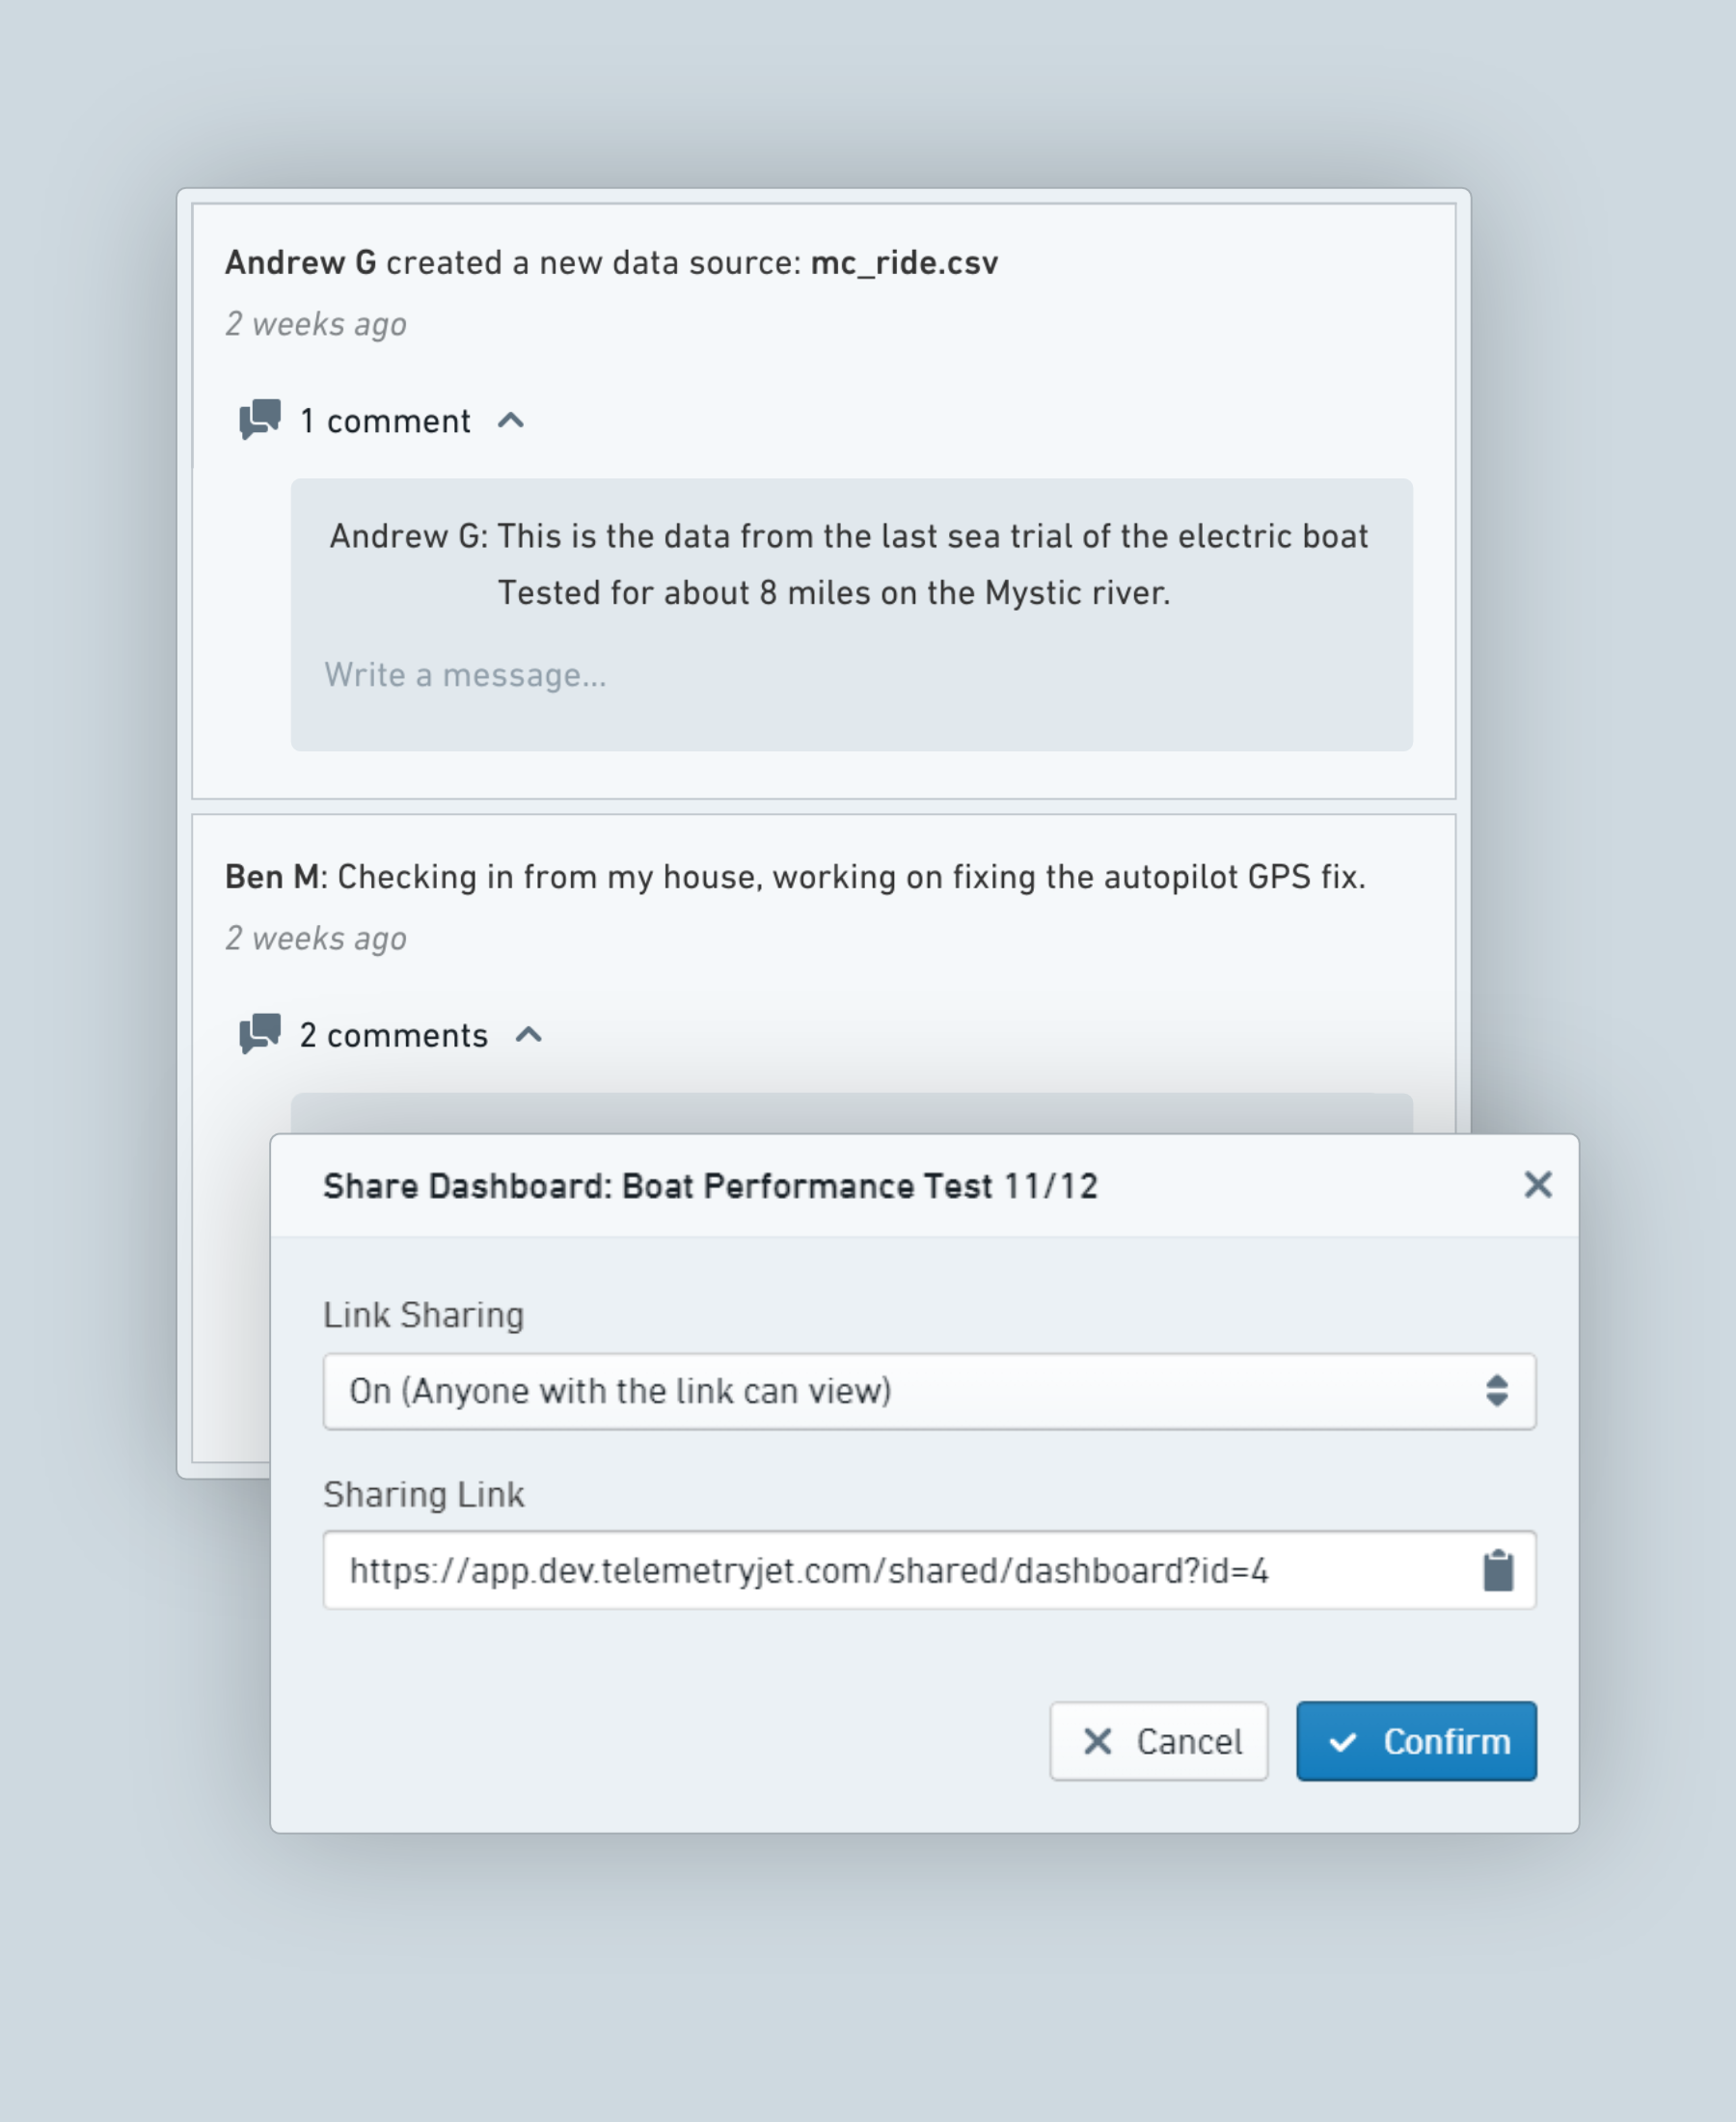 Andrew G created a new data source: mc_ride.csv
2 weeks ago
1 comment
Andrew G: This is the data from the last sea trial of the electric boat
Tested for about 8 miles on the Mystic river.
Write a message...
Ben M: Checking in from my house, working on fixing the autopilot GPS fix.
2 weeks ago
2 comments
Share Dashboard: Boat Performance Test 11/12
Link Sharing
On (Anyone with the link can view)
Sharing Link
https://app.dev.telemetryjet.com/shared/dashboard?id=4
Cancel Confirm